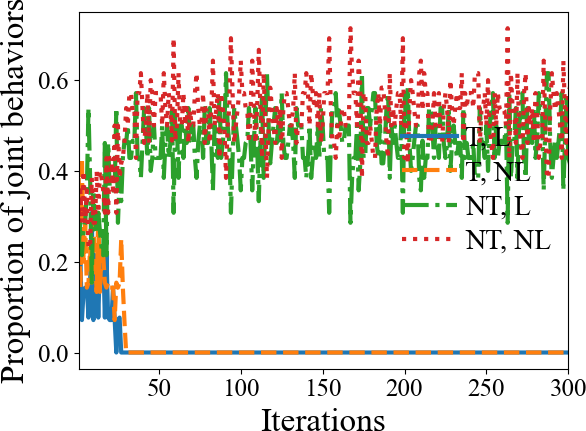 Proportion of joint behaviors
0.6
0.4
0.2
0.0
T, L
T, NL
NT, L
NT, NL
50
100
150
200
250
300
Iterations